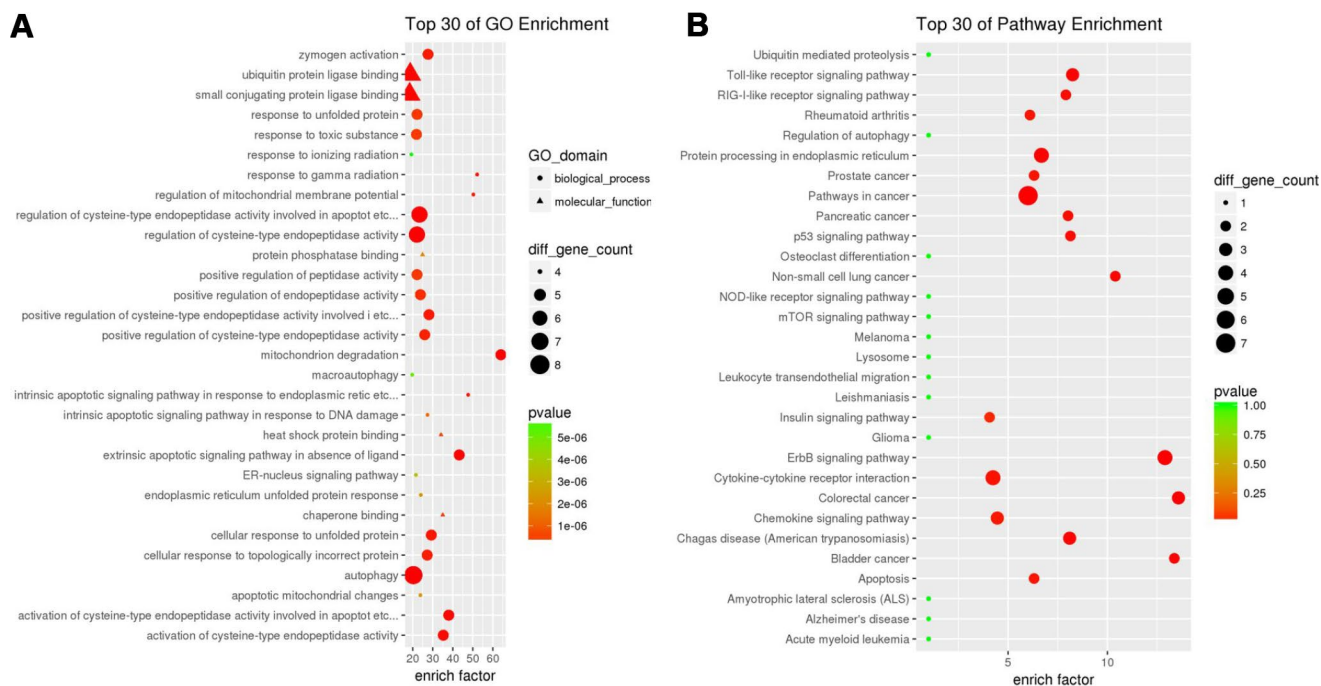 A
Top 30 of GO Enrichment
zymogen activation
ubiquitin protein ligase binding
small conjugating protein ligase binding
response to unfolded protein
response to toxic substance
response to ionizing radiation
response to gamma radiation
regulation of mitochondrial membrane potential
regulation of cysteine-type endopeptidase activity involved in apoptot etc...
regulation of cysteine-type endopeptidase activity
protein phosphatase binding
positive regulation of peptidase activity
positive regulation of endopeptidase activity
positive regulation of cysteine-type endopeptidase activity involved i etc...
positive regulation of cysteine-type endopeptidase activity
mitochondrion degradation
macroautophagy
intrinsic apoptotic signaling pathway in response to endoplasmic retic etc...
intrinsic apoptotic signaling pathway in response to DNA damage
heat shock protein binding
extrinsic apoptotic signaling pathway in absence of ligand
ER-nucleus signaling pathway
endoplasmic reticulum unfolded protein response
chaperone binding
cellular response to unfolded protein
cellular response to topologically incorrect protein
autophagy
apoptotic mitochondrial changes
activation of cysteine-type endopeptidase activity involved in apoptot etc...
activation of cysteine-type endopeptidase activity
20 30 40 50 60
enrich factor
GO_domain
biological_process
molecular_function
diff_gene_count
4
5
6
7
8
pvalue
5e-06
4e-06
3e-06
2e-06
1e-06
B
Top 30 of Pathway Enrichment
Ubiquitin mediated proteolysis
Toll-like receptor signaling pathway
RIG-I-like receptor signaling pathway
Rheumatoid arthritis
Regulation of autophagy
Protein processing in endoplasmic reticulum
Prostate cancer
Pathways in cancer
Pancreatic cancer
p53 signaling pathway
Osteoclast differentiation
Non-small cell lung cancer
NOD-like receptor signaling pathway
mTOR signaling pathway
Melanoma
Lysosome
Leukocyte transendothelial migration
Leishmaniasis
Insulin signaling pathway
Glioma
ErbB signaling pathway
Cytokine-cytokine receptor interaction
Colorectal cancer
Chemokine signaling pathway
Chagas disease (American trypanosomiasis)
Bladder cancer
Apoptosis
Amyotrophic lateral sclerosis (ALS)
Alzheimer's disease
Acute myeloid leukemia
5 10
enrich factor
diff_gene_count
1
2
3
4
5
6
7
pvalue
1.00
0.75
0.50
0.25